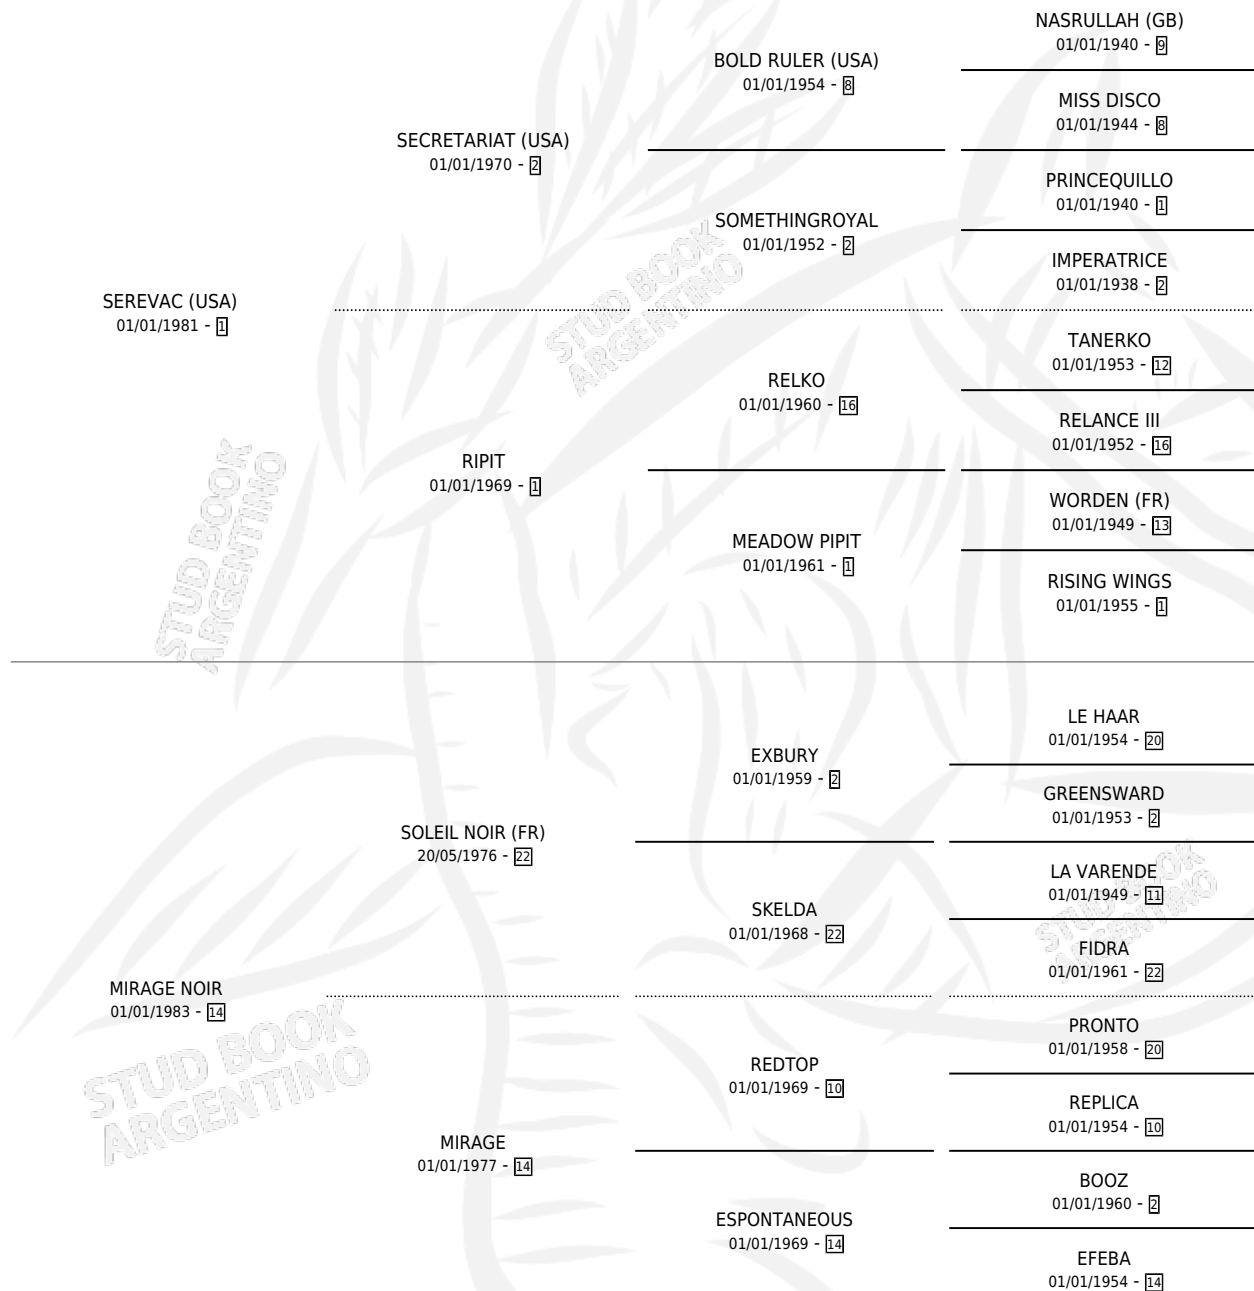 NASRULLAH (GB)
01/01/1940 - 9
BOLD RULER (USA)
01/01/1954 - 8
MISS DISCO
01/01/1944 - 8
SECRETARIAT (USA)
01/01/1970 - 2
PRINCEQUILLO
01/01/1940 - 1
SOMETHINGROYAL
01/01/1952 - 2
IMPERATRICE
01/01/1938 - 2
SEREVAC (USA)
01/01/1981 - 1
TANERKO
01/01/1953 - 12
RELKO
01/01/1960 - 16
RELANCE III
01/01/1952 - 16
RIPIT
01/01/1969 - 1
WORDEN (FR)
01/01/1949 - 13
MEADOW PIPIT
01/01/1961 - 1
RISING WINGS
01/01/1955 - 1
LE HAAR
01/01/1954 - 20
EXBURY
01/01/1959 - 2
GREENSWARD
01/01/1953 - 2
SOLEIL NOIR (FR)
20/05/1976 - 22
LA VARENDE
01/01/1949 - 11
SKELDA
01/01/1968 - 22
FIDRA
01/01/1961 - 22
MIRAGE NOIR
01/01/1983 - 14
PRONTO
01/01/1958 - 20
REDTOP
01/01/1969 - 10
REPLICA
01/01/1954 - 10
MIRAGE
01/01/1977 - 14
BOOZ
01/01/1960 - 2
ESPONTANEOUS
01/01/1969 - 14
EFEBA
01/01/1954 - 14
STUD BOOK
ARGENTINO
STUD BOOK
ARGENTINO
STUD BOOK
ARGENTINO
STUD BOOK
ARGENTINO